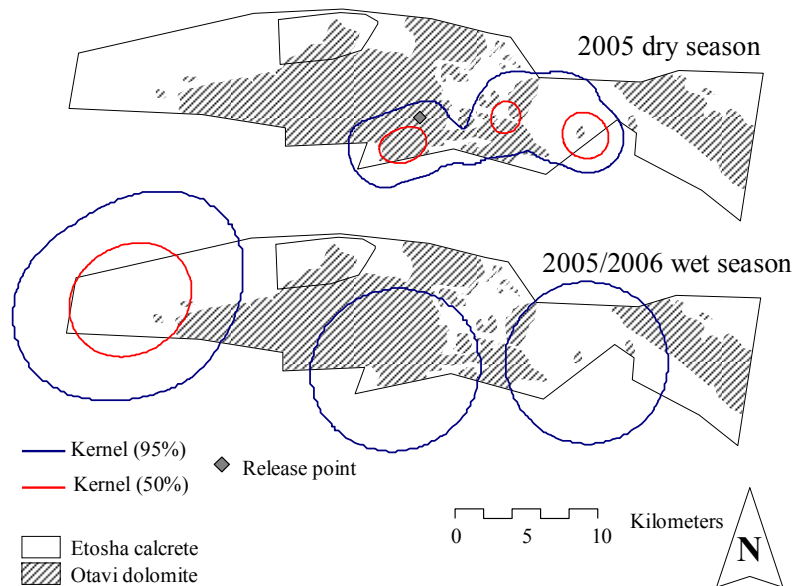 2005 dry season
2005/2006 wet season
Kernel (95%)
Kernel (50%)
Release point
Etosha calcrete
Otavi dolomite
0 5 10
Kilometers
N